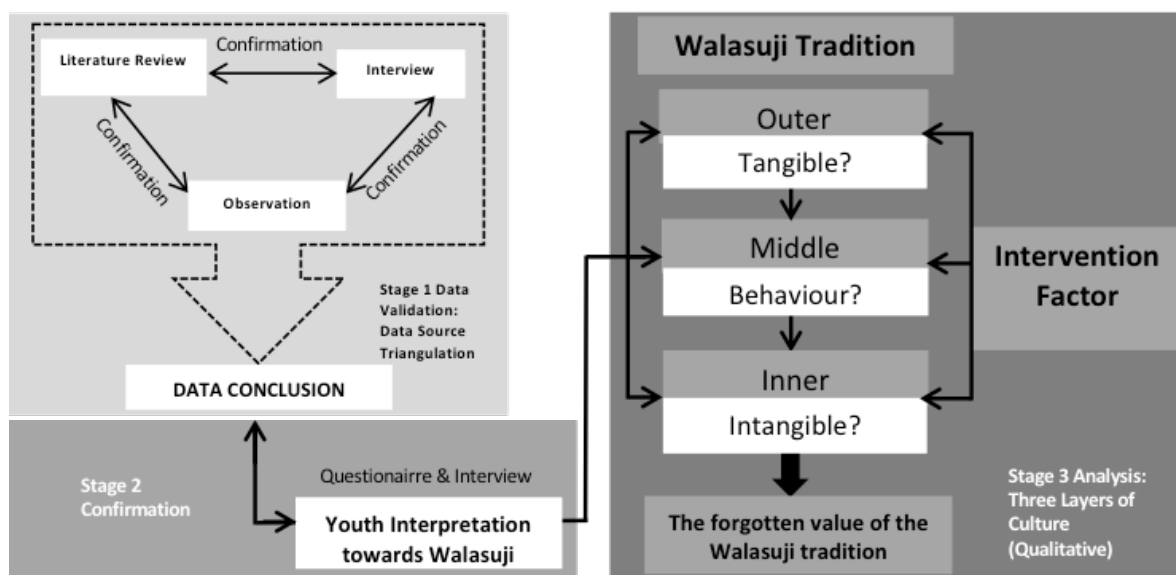 Confirmation
Literature Review
Interview
Confirmation
Confirmation
Observation
Stage 1 Data
Validation:
Data Source
Triangulation
DATA CONCLUSION
Stage 2
Confirmation
Questionairre & Interview
Youth Interpretation
towards Walasuji
Walasuji Tradition
Outer
Tangible?
Middle
Behaviour?
Inner
Intangible?
Intervention
Factor
The forgotten value of the
Walasuji tradition
Stage 3 Analysis:
Three Layers of
Culture
(Qualitative)